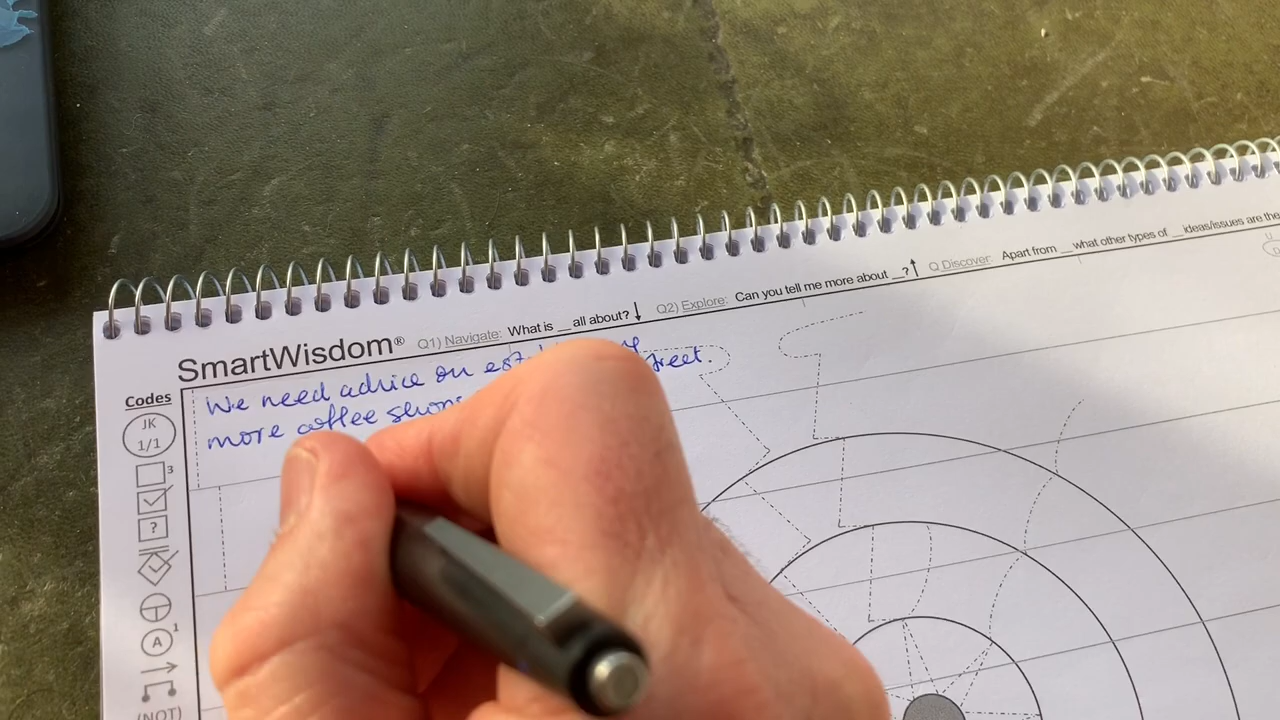 Q1) Navigate: What is __ all about? ↓ Q2) Explore: Can you tell me more about __? ↑ Q Discover: Apart from __ what other types of __ ideas/issues are the
SmartWisdom®
We need advice on
more coffee shops
Codes
JK
1/1
3
?
A
1
(NOT)